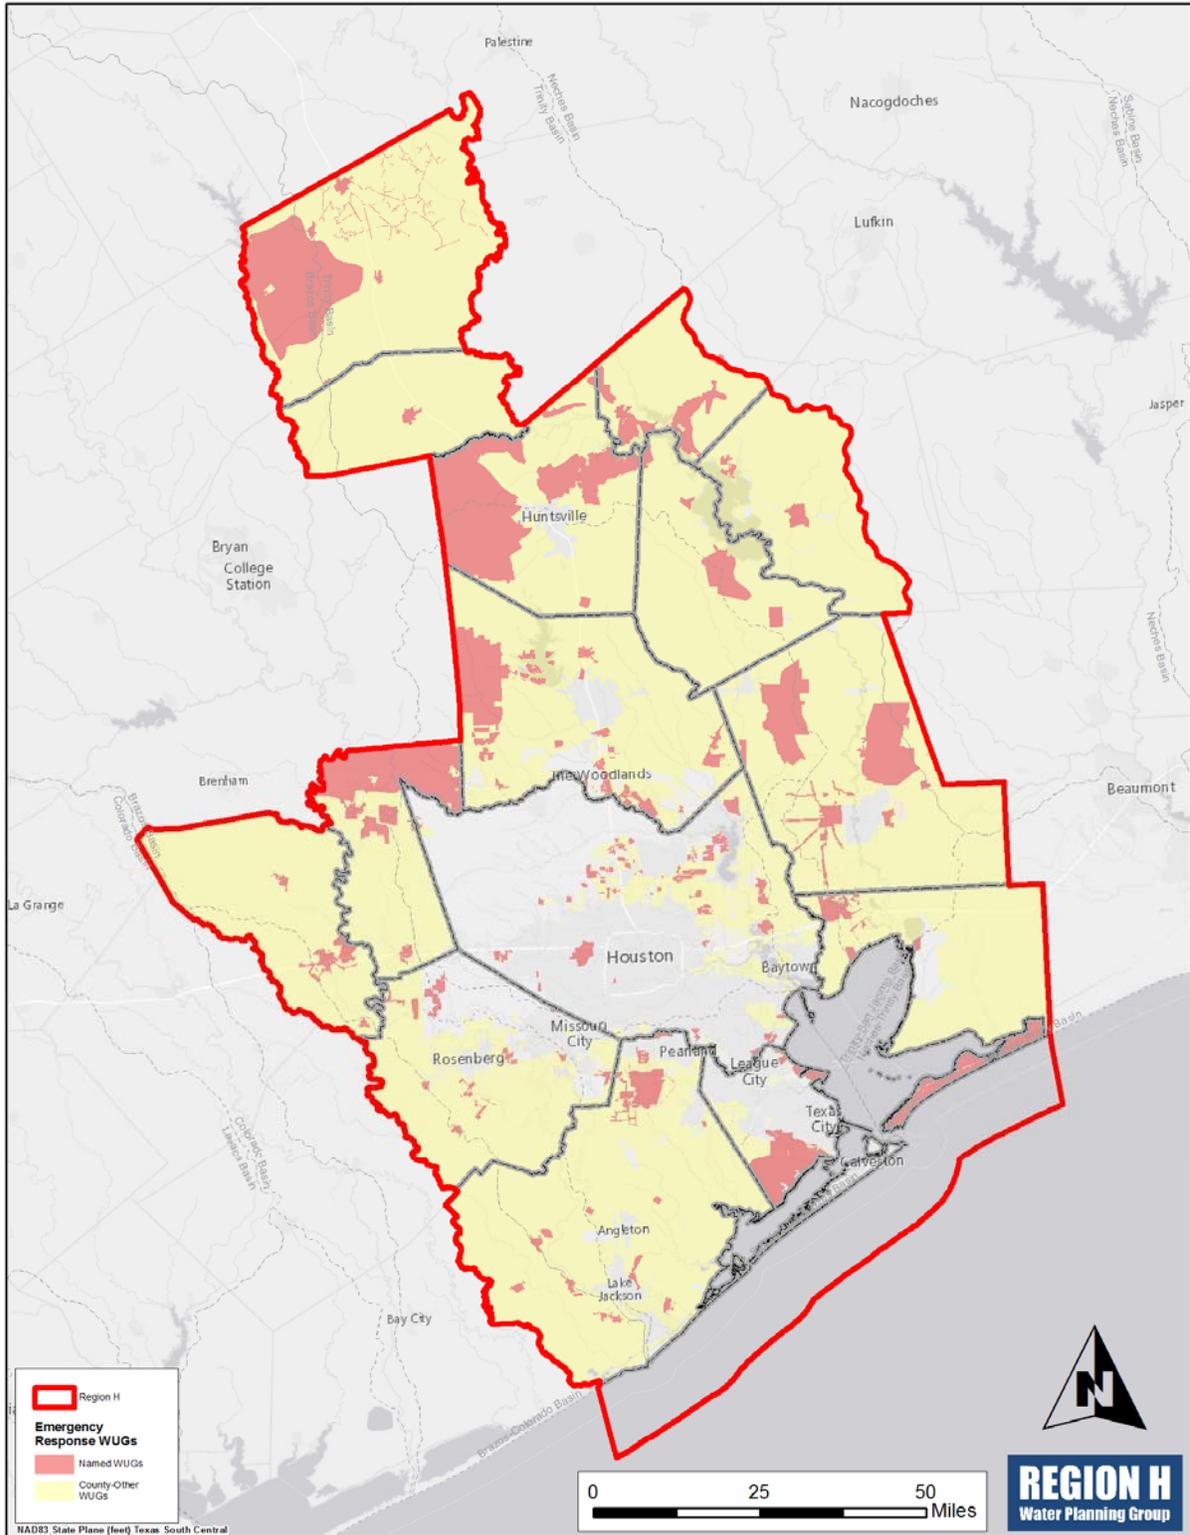 Palestine
Neches Basin
Trinity Basin
Nacogdoches
Sabine Basin
Neches Basin
Lufkin
Trinity Basin
Brazos Basin
Jasper
Huntsville
Bryan
College
Station
Neches Basin
Brenham
The Woodlands
Beaumont
Brazos Basin
Colorado Basin
La Grange
Houston
Baytown
Missouri
City
Pearland
Rosenberg
League
City
Basin
Texas
City
Galveston
Colorado Basin
Lavaca Basin
Angleton
Lake
Jackson
Bay City
Brazos-Colorado Basin
Region H
Emergency
Response WUGs
Named WUGs
County-Other
WUGs
NAD83 State Plane (feet) Texas South Central
0 25 50
Miles
N
REGION H
Water Planning Group